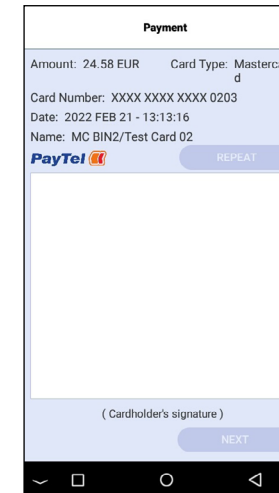 Payment
Amount: 24.58 EUR Card Type: Masterca
d
Card Number: XXXX XXXX XXXX 0203
Date: 2022 FEB 21 - 13:13:16
Name: MC BIN2/Test Card 02
PayTel REPEAT
( Cardholder's signature )
NEXT